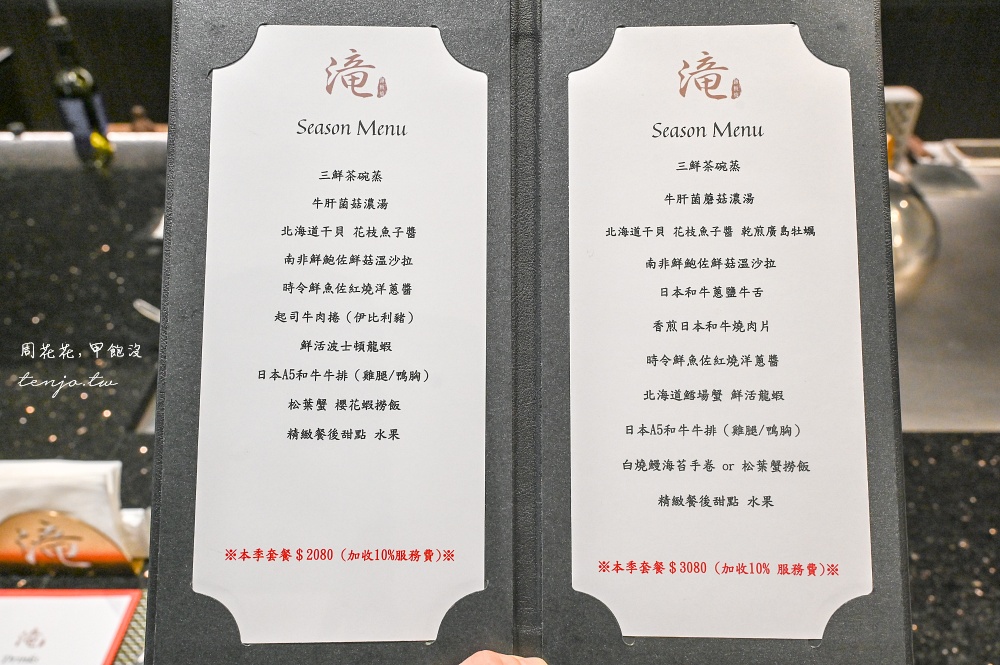 滝
Season Menu
三鮮茶碗蒸
牛肝菌菇濃湯
北海道干貝 花枝魚子醬
南非鮮鮑佐鮮菇溫沙拉
時令鮮魚佐紅燒洋蔥醬
起司牛肉捲（伊比利豬）
鮮活波士頓龍蝦
日本A5和牛牛排（雞腿/鴨胸）
松葉蟹 櫻花蝦撈飯
精緻餐後甜點 水果
※本季套餐＄2080 (加收10%服務費)※
滝
Season Menu
三鮮茶碗蒸
牛肝菌蘑菇濃湯
北海道干貝 花枝魚子醬 乾煎廣島牡蠣
南非鮮鮑佐鮮菇溫沙拉
日本和牛蔥鹽牛舌
香煎日本和牛燒肉片
時令鮮魚佐紅燒洋蔥醬
北海道鱈場蟹 鮮活龍蝦
日本A5和牛牛排（雞腿/鴨胸）
白燒鰻海苔手卷 or 松葉蟹撈飯
精緻餐後甜點 水果
※本季套餐＄3080 (加收10% 服務費)※
周花花，甲飽沒
tenjo.tw
滝
滝